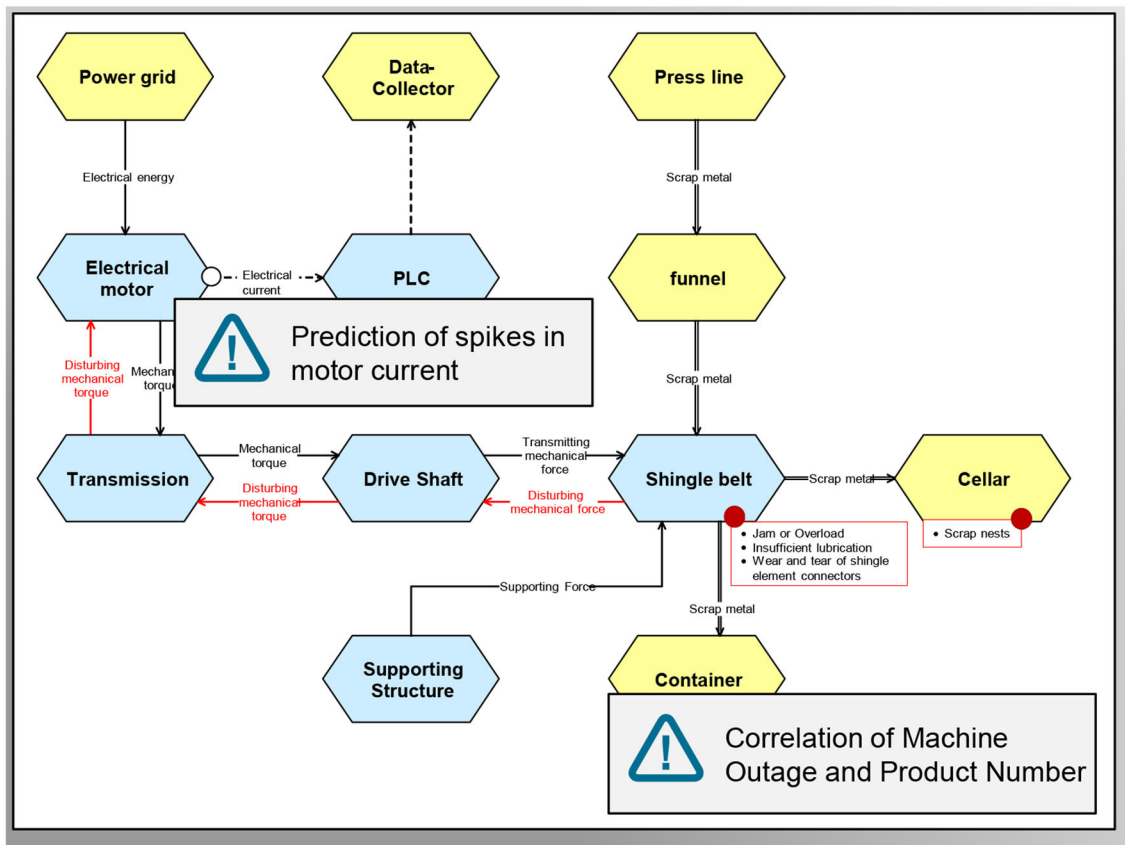 Power grid
Data-
Collector
Press line
Electrical energy
Scrap metal
Electrical
motor
Electrical
current
PLC
funnel
Prediction of spikes in
motor current
Disturbing
mechanical
torque
Scrap metal
Transmission
Mechanical
torque
Disturbing
mechanical
torque
Drive Shaft
Transmitting
mechanical
force
Disturbing
mechanical force
Shingle belt
Scrap metal
Cellar
• Jam or Overload
• Insufficient lubrication
• Wear and tear of shingle
element connectors
• Scrap nests
Supporting Force
Scrap metal
Supporting
Structure
Container
Correlation of Machine
Outage and Product Number